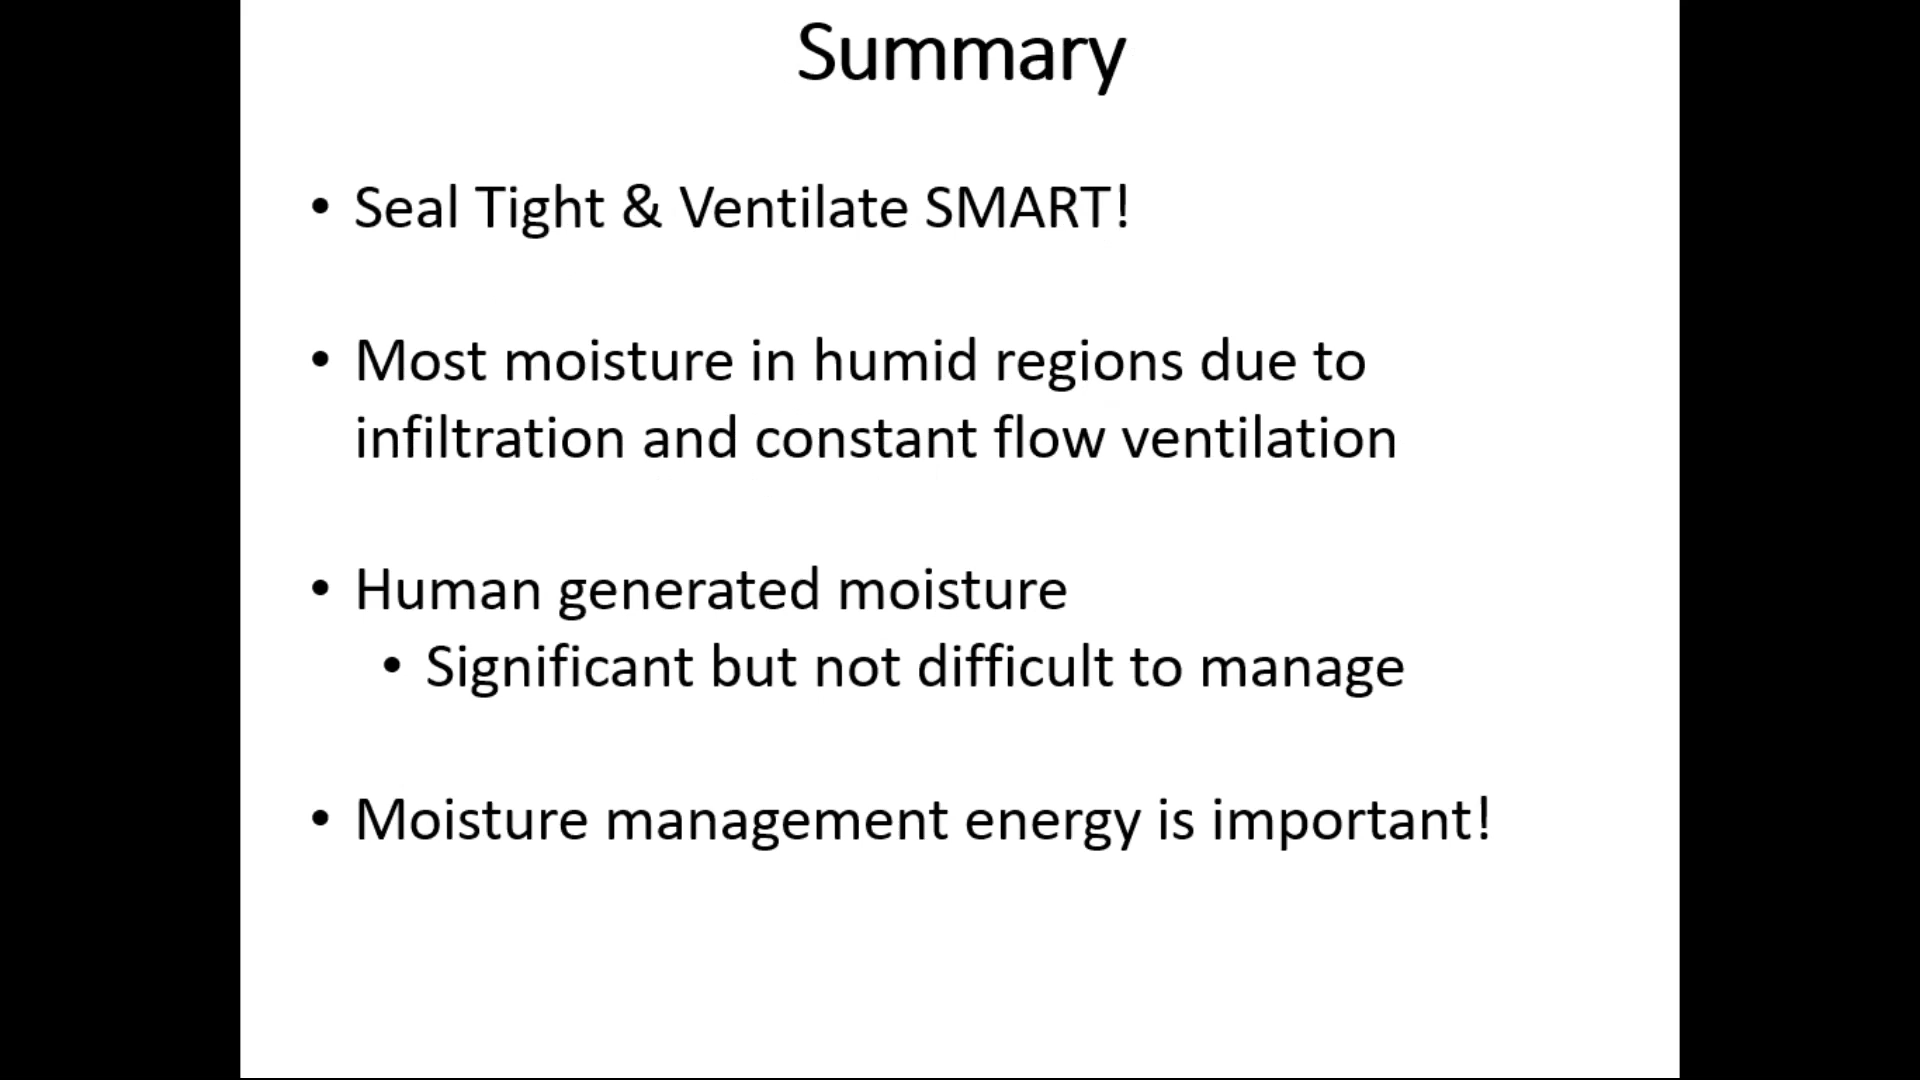 Summary
• Seal Tight & Ventilate SMART!
• Most moisture in humid regions due to
infiltration and constant flow ventilation
• Human generated moisture
• Significant but not difficult to manage
• Moisture management energy is important!